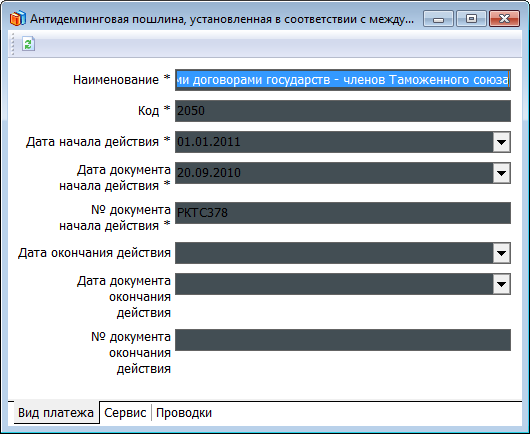 Антидемпинговая пошлина, установленная в соответствии с между...
Наименование * ми договорами государств - членов Таможенного союза
Код * 2050
Дата начала действия * 01.01.2011
Дата документа
начала действия * 20.09.2010
№ документа
начала действия * РКТС378
Дата окончания действия
Дата документа
окончания
действия
№ документа
окончания
действия
Вид платежа Сервис Проводки